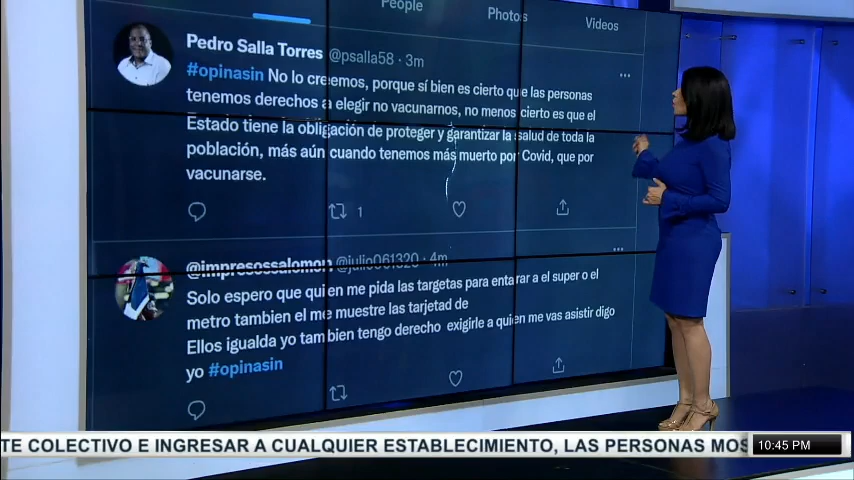 People
Photos
Videos
Pedro Salla Torres @psalla58 · 3m
#opinasin No lo creemos, porque sí bien es cierto que las personas
tenemos derechos a elegir no vacunarnos, no menos cierto es que el
Estado tiene la obligación de proteger y garantizar la salud de toda la
población, más aún cuando tenemos más muerto por Covid, que por
vacunarse.
1
@impresossalomon @julio061320 · 4m
Solo espero que quien me pida las targetas para entarar a el super o el
metro tambien el me muestre las tarjetad de
Ellos igualda yo tambien tengo derecho exigirle a quien me vas asistir digo
yo #opinasin
TE COLECTIVO E INGRESAR A CUALQUIER ESTABLECIMIENTO, LAS PERSONAS MOS
10:45 PM